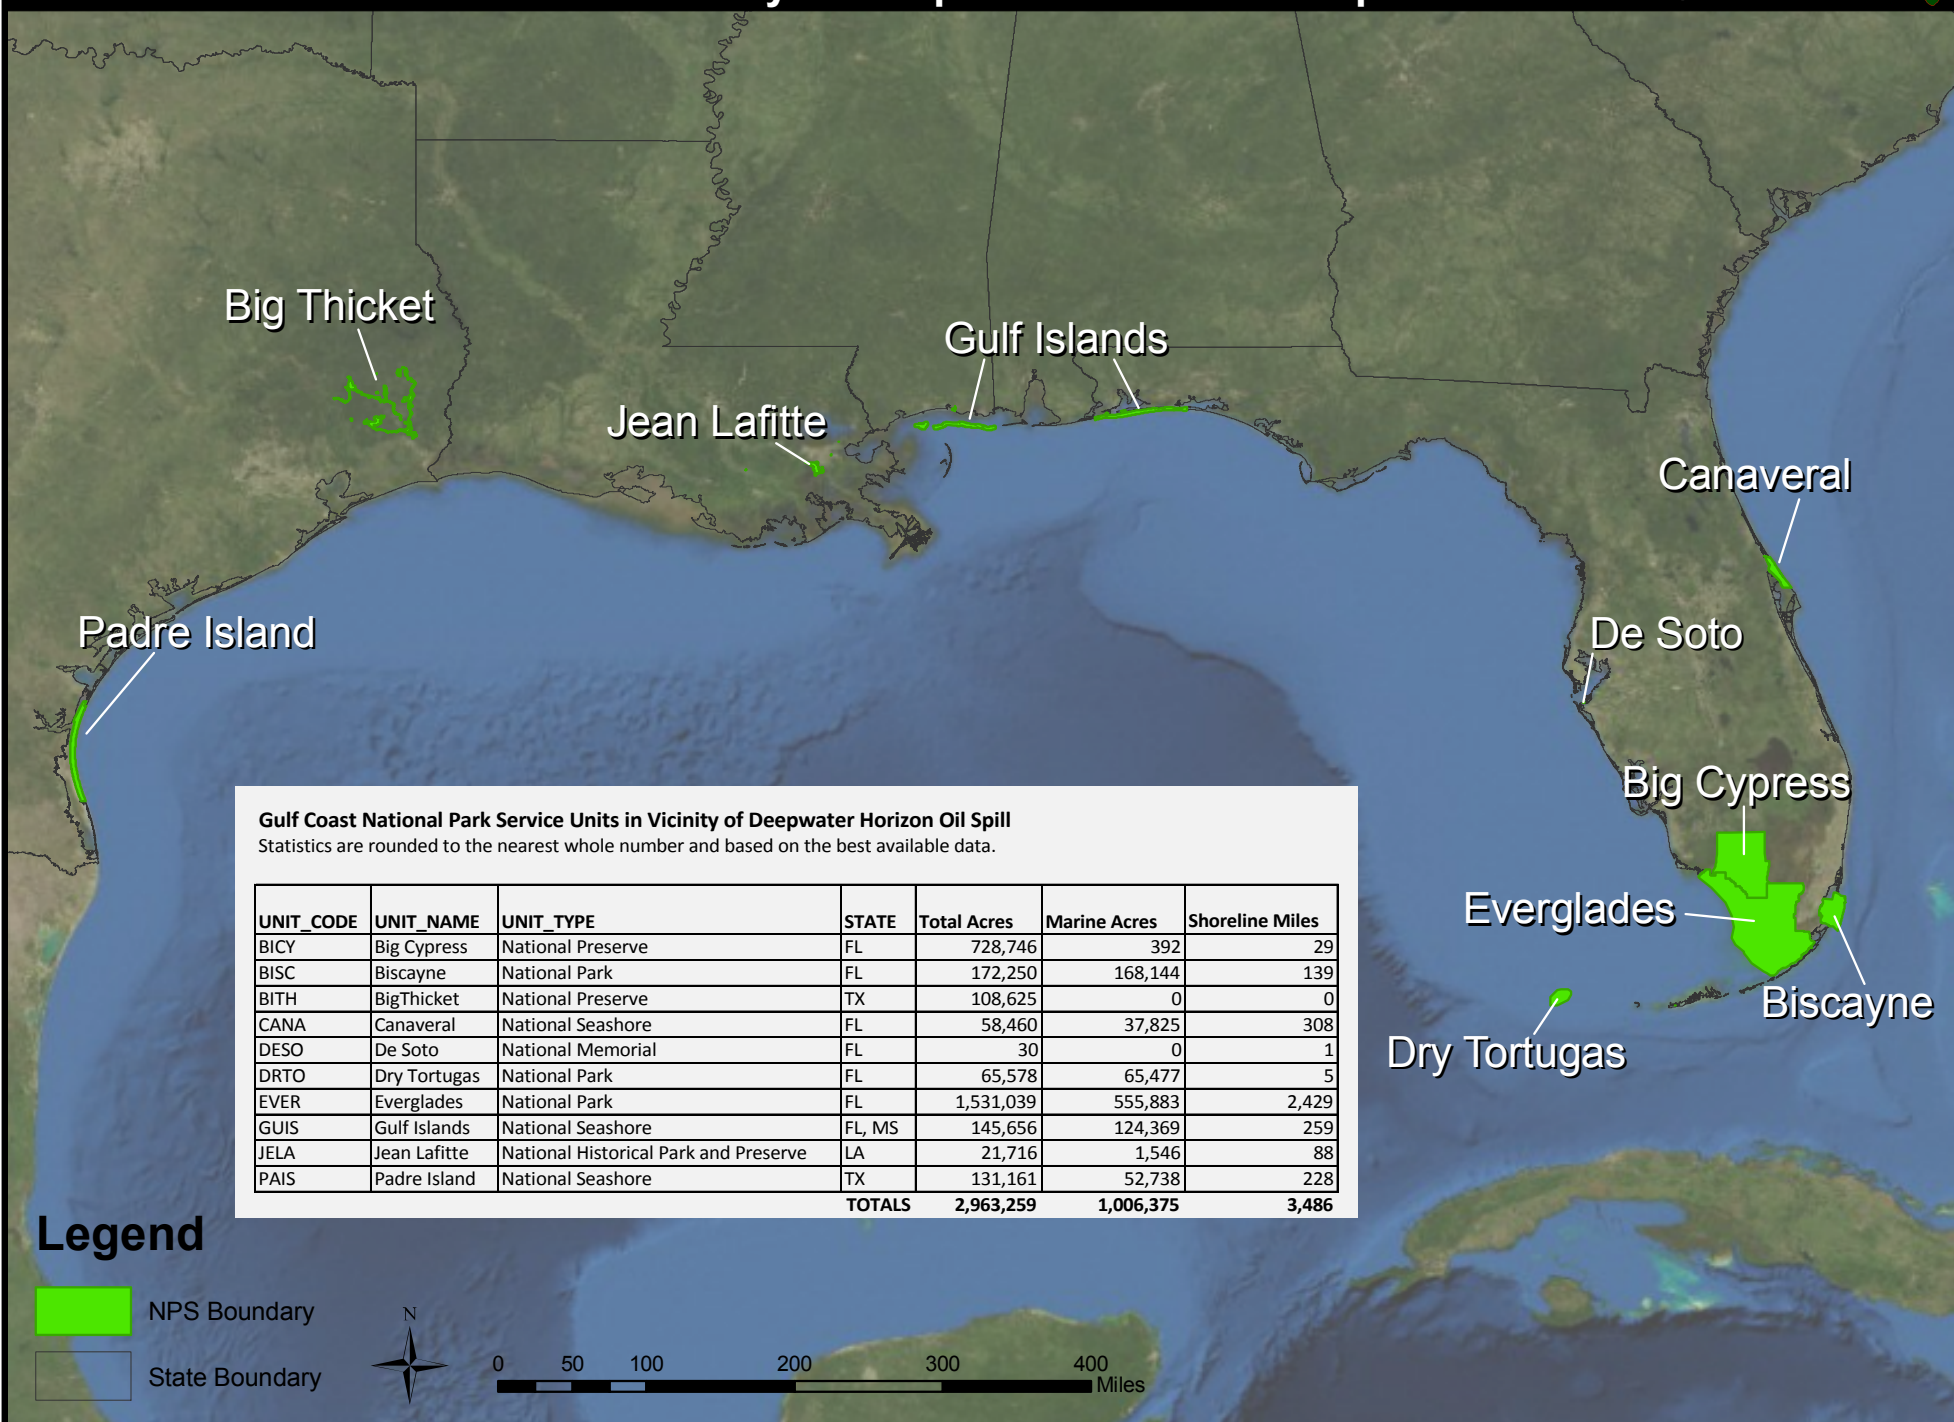 Big Thicket
Gulf Islands
Jean Lafitte
Canaveral
Padre Island
De Soto
Big Cypress
Everglades
Biscayne
Dry Tortugas
Gulf Coast National Park Service Units in Vicinity of Deepwater Horizon Oil Spill
Statistics are rounded to the nearest whole number and based on the best available data.
UNIT_CODE UNIT_NAME UNIT_TYPE STATE Total Acres Marine Acres Shoreline Miles
BICY Big Cypress National Preserve FL 728,746 392 29
BISC Biscayne National Park FL 172,250 168,144 139
BITH BigThicket National Preserve TX 108,625 0 0
CANA Canaveral National Seashore FL 58,460 37,825 308
DESO De Soto National Memorial FL 30 0 1
DRTO Dry Tortugas National Park FL 65,578 65,477 5
EVER Everglades National Park FL 1,531,039 555,883 2,429
GUIS Gulf Islands National Seashore FL, MS 145,656 124,369 259
JELA Jean Lafitte National Historical Park and Preserve LA 21,716 1,546 88
PAIS Padre Island National Seashore TX 131,161 52,738 228
TOTALS 2,963,259 1,006,375 3,486
Legend
NPS Boundary
State Boundary
N
0 50 100 200 300 400
Miles